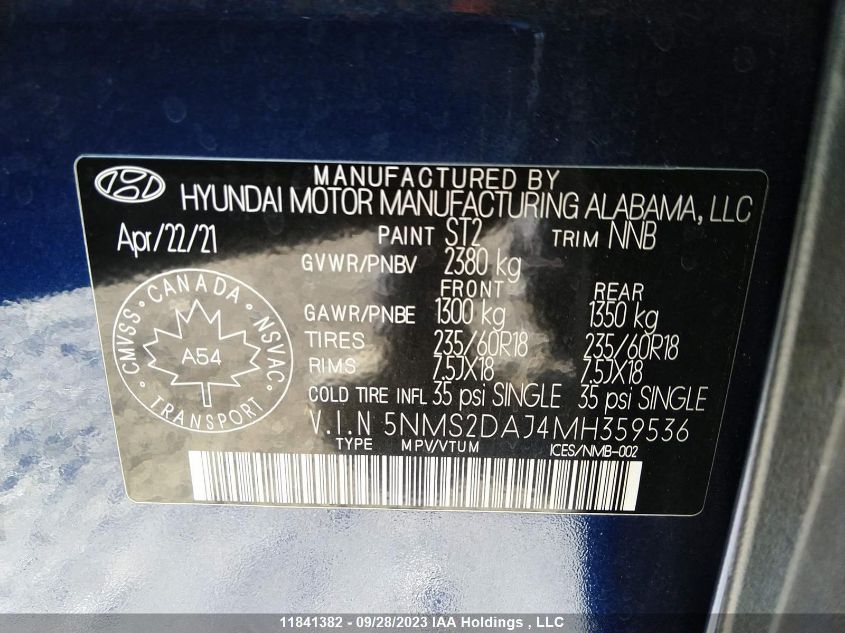 MANUFACTURED BY
HYUNDAI MOTOR MANUFACTURING ALABAMA, LLC
Apr/22/21 PAINT ST2 TRIM NNB
GVWR/PNBV 2380 kg
FRONT REAR
GAWR/PNBE 1300 kg 1350 kg
TIRES 235/60R18 235/60R18
RIMS 7.5JX18 7.5JX18
COLD TIRE INFL 35 psi SINGLE 35 psi SINGLE
V.I.N 5NMS2DAJ4MH359536
TYPE MPV/VTUM ICES/NMB-002
CMVSS • CANADA • NSVAC • TRANSPORT •
A54
11841382 - 09/28/2023 IAA Holdings , LLC